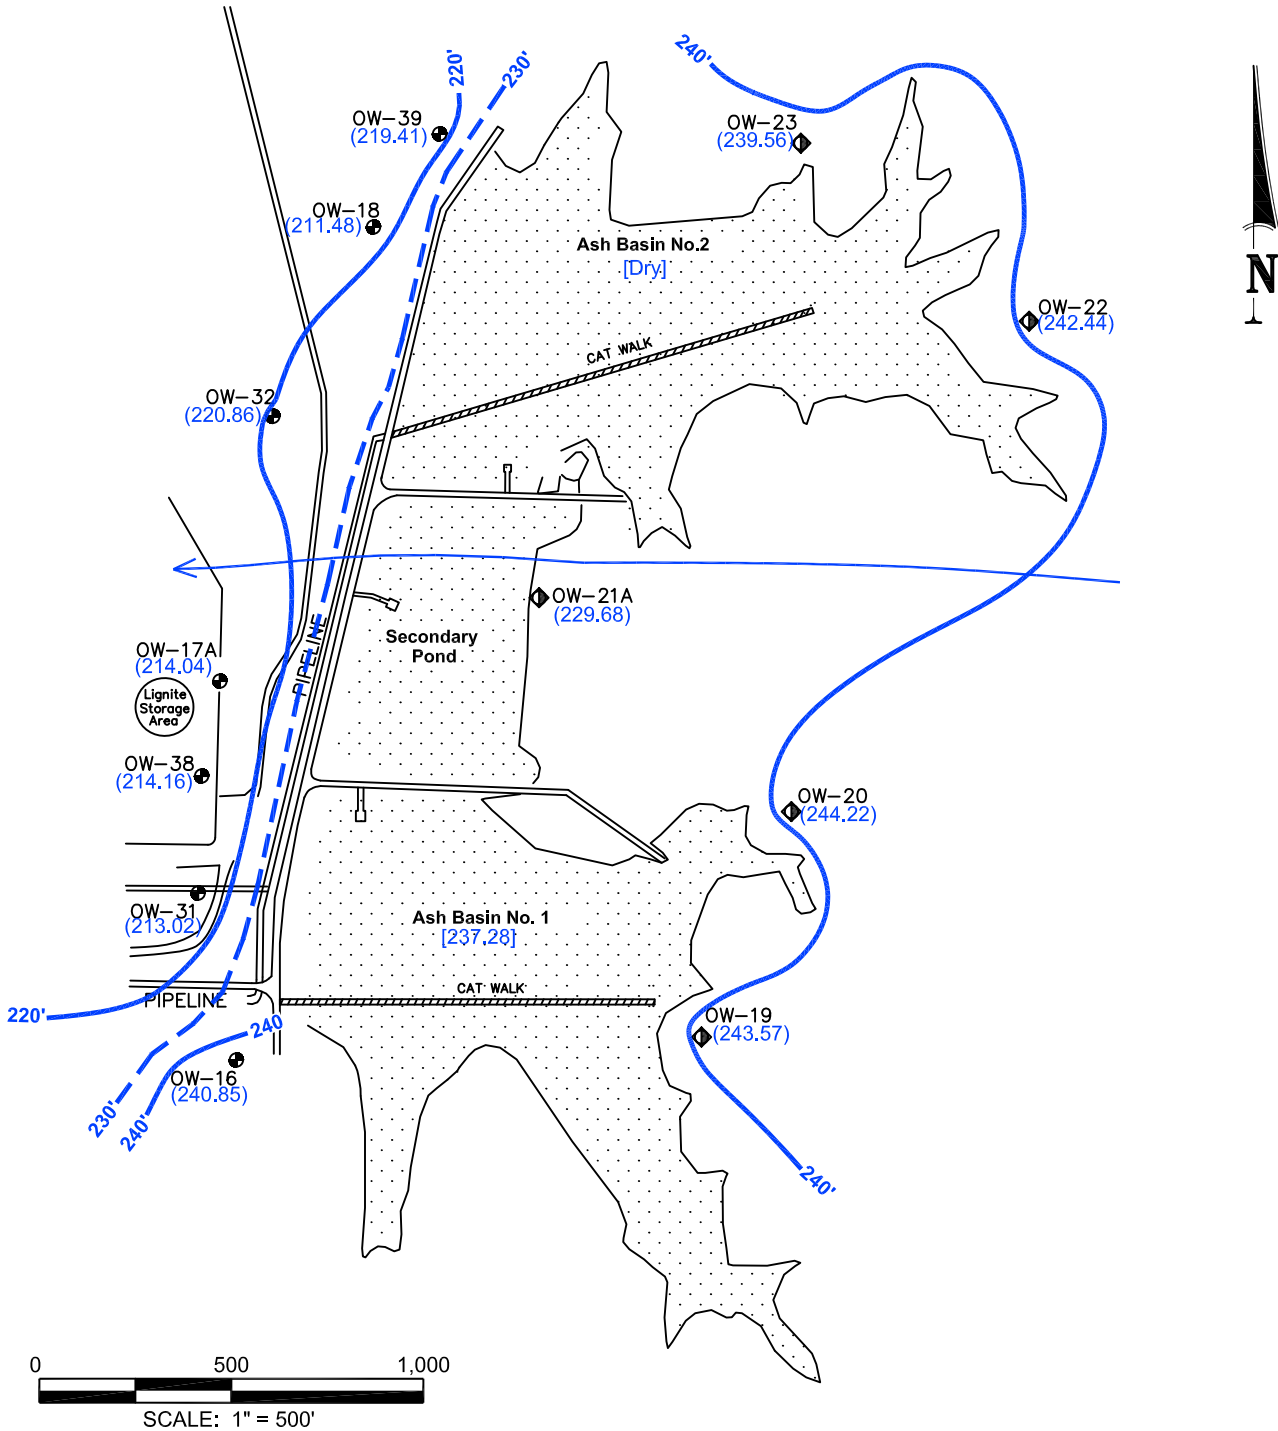 240'
220'
230'
OW-39
(219.41)
OW-23
(239.56)
OW-18
(211.48)
Ash Basin No.2
[Dry]
N
OW-22
(242.44)
CAT WALK
OW-32
(220.86)
OW-21A
(229.68)
PIPELINE
Secondary
Pond
OW-17A
(214.04)
Lignite
Storage
Area
OW-38
(214.16)
OW-20
(244.22)
OW-31
(213.02)
Ash Basin No. 1
[237.28]
CAT WALK
PIPELINE
220'
240
OW-19
(243.57)
OW-16
(240.85)
230'
240'
240'
0 500 1,000
SCALE: 1" = 500'